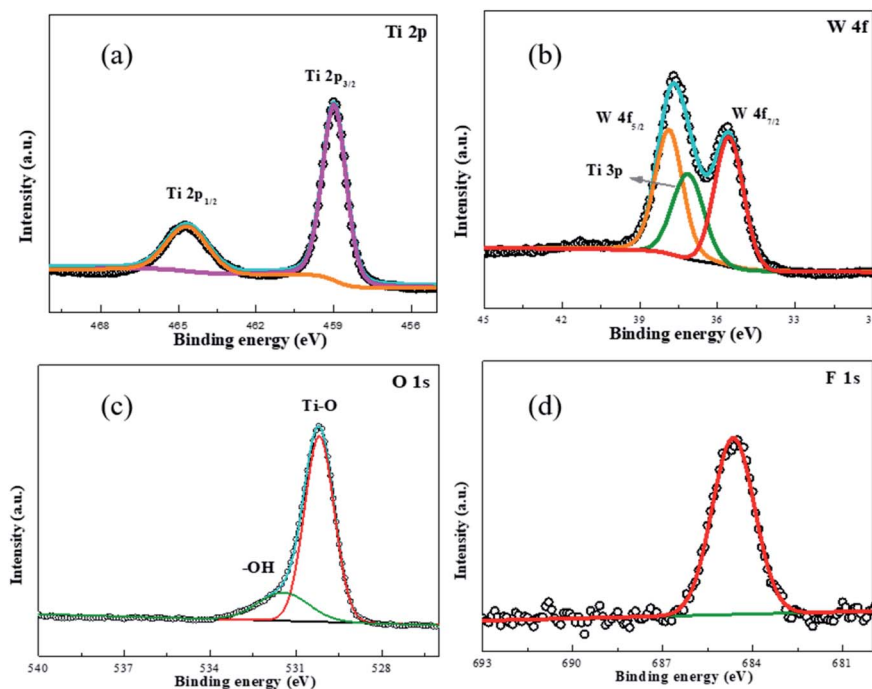 Ti 2p
(a)
Ti 2p3/2
Ti 2p1/2
Intensity (a.u.)
468 465 462 459 456
Binding energy (eV)
W 4f
(b)
W 4f5/2
W 4f7/2
Ti 3p
Intensity (a.u.)
45 42 39 36 33
Binding energy (eV)
O 1s
(c)
Ti-O
-OH
Intensity (a.u.)
540 537 534 531 528
Binding energy (eV)
F 1s
(d)
Intensity (a.u.)
693 690 687 684 681
Binding energy (eV)